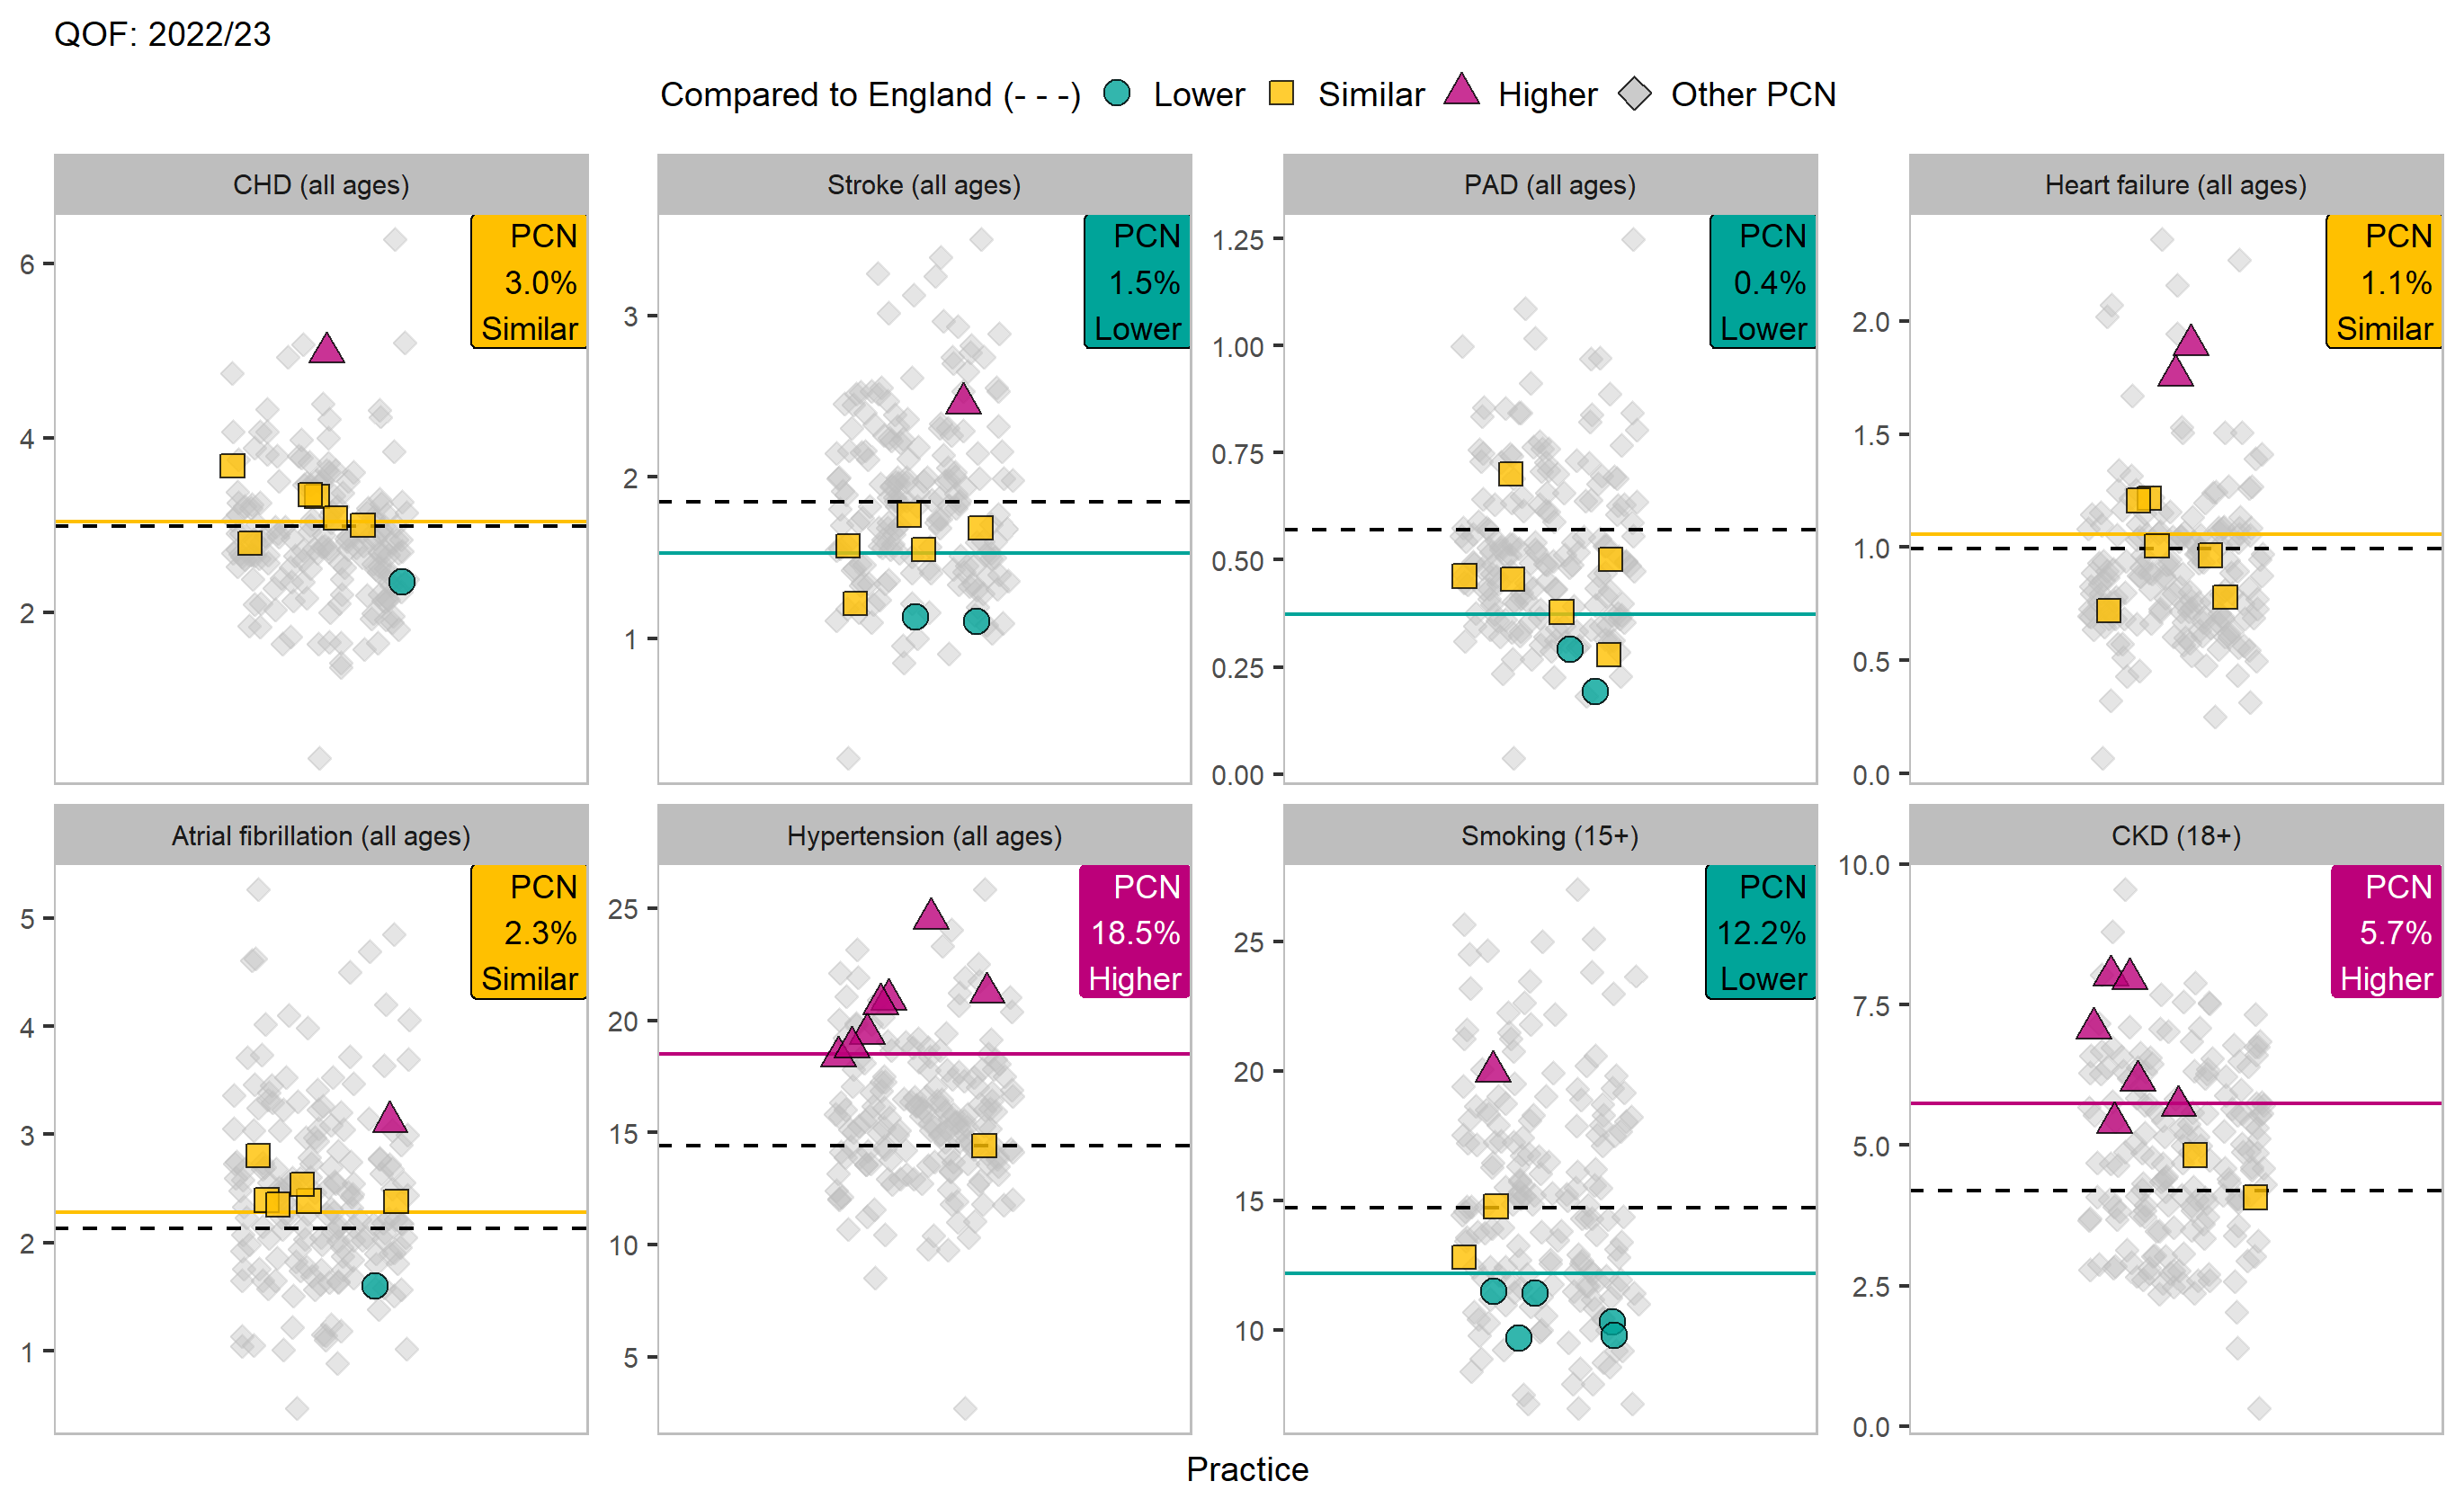 QOF: 2022/23
Compared to England (- - -) Lower Similar Higher Other PCN
CHD (all ages)
PCN
3.0%
Similar
6
4
2
Stroke (all ages)
PCN
1.5%
Lower
3
2
1
PAD (all ages)
PCN
0.4%
Lower
1.25
1.00
0.75
0.50
0.25
0.00
Heart failure (all ages)
PCN
1.1%
Similar
2.0
1.5
1.0
0.5
0.0
Atrial fibrillation (all ages)
PCN
2.3%
Similar
5
4
3
2
1
Hypertension (all ages)
PCN
18.5%
Higher
25
20
15
10
5
Smoking (15+)
PCN
12.2%
Lower
25
20
15
10
CKD (18+)
PCN
5.7%
Higher
10.0
7.5
5.0
2.5
0.0
Practice